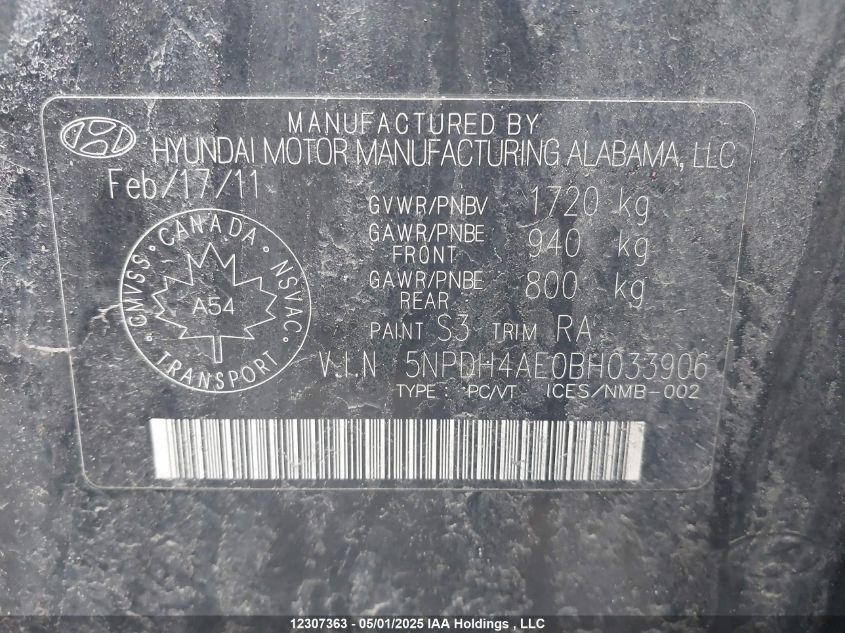 MANUFACTURED BY
HYUNDAI MOTOR MANUFACTURING ALABAMA, LLC
Feb/17/11
GVWR/PNBV 1720 kg
GAWR/PNBE FRONT 940 kg
GAWR/PNBE REAR 800 kg
PAINT S3 TRIM RA
V.I.N 5NPDH4AE0BH033906
TYPE : PC/VT ICES/NMB-002
CANADA
CMVSS · NSVAC
A54
TRANSPORT
12307363 - 05/01/2025 IAA Holdings , LLC